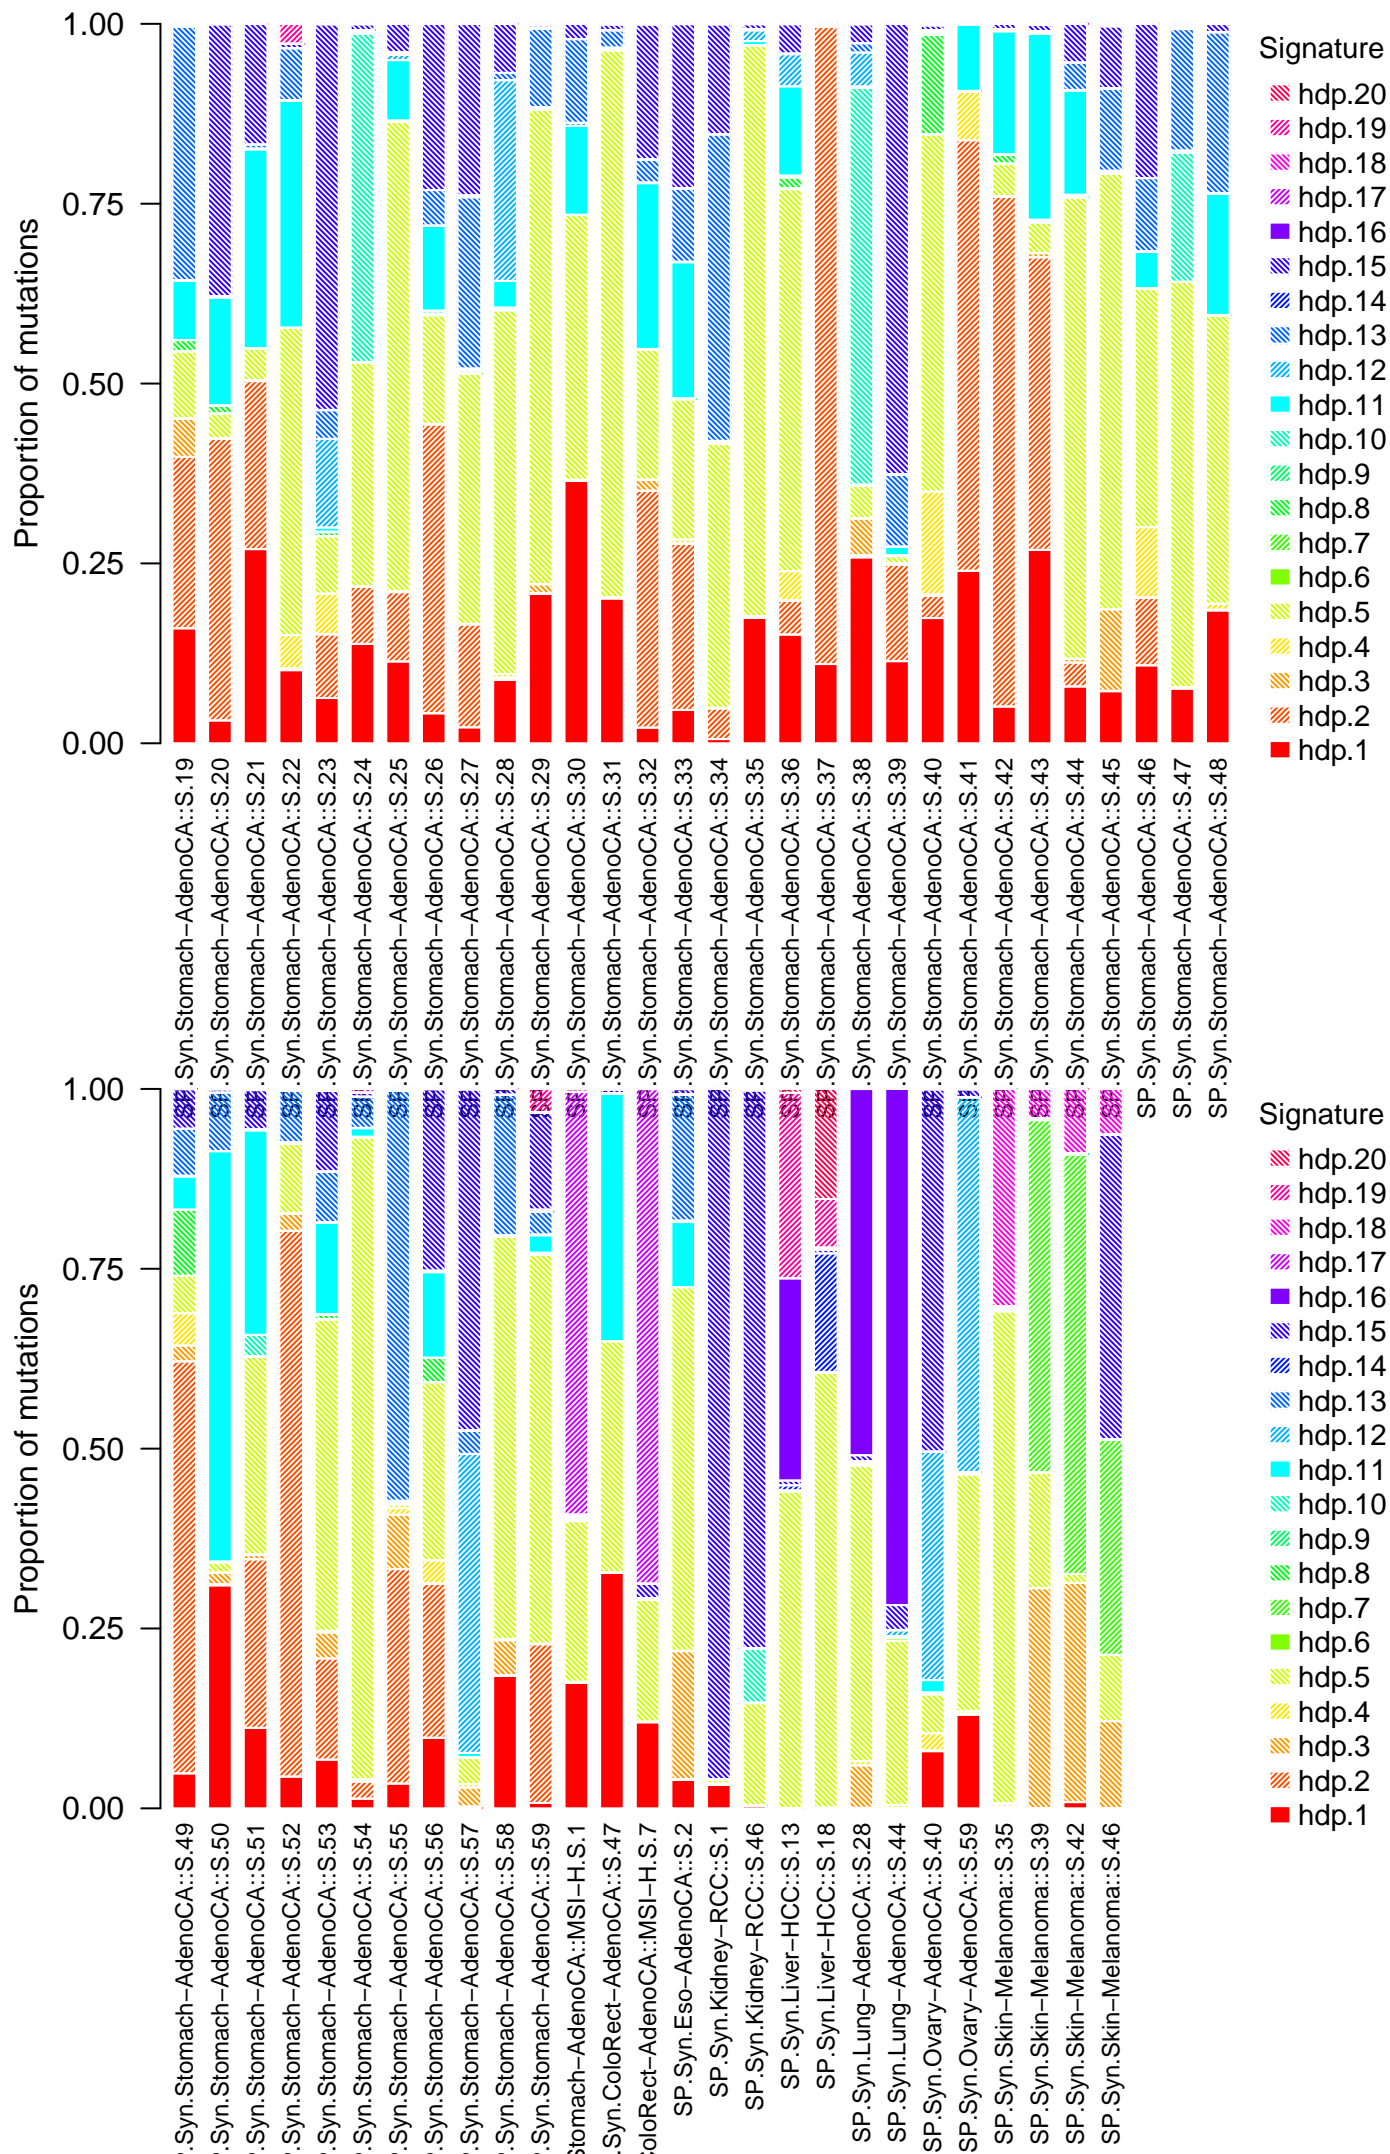 Proportion of mutations
1.00
0.75
0.50
0.25
0.00
.Syn.Stomach−AdenoCA::S.19
.Syn.Stomach−AdenoCA::S.20
.Syn.Stomach−AdenoCA::S.21
.Syn.Stomach−AdenoCA::S.22
.Syn.Stomach−AdenoCA::S.23
.Syn.Stomach−AdenoCA::S.24
.Syn.Stomach−AdenoCA::S.25
.Syn.Stomach−AdenoCA::S.26
.Syn.Stomach−AdenoCA::S.27
.Syn.Stomach−AdenoCA::S.28
.Syn.Stomach−AdenoCA::S.29
.Syn.Stomach−AdenoCA::S.30
.Syn.Stomach−AdenoCA::S.31
.Syn.Stomach−AdenoCA::S.32
.Syn.Stomach−AdenoCA::S.33
.Syn.Stomach−AdenoCA::S.34
.Syn.Stomach−AdenoCA::S.35
.Syn.Stomach−AdenoCA::S.36
.Syn.Stomach−AdenoCA::S.37
.Syn.Stomach−AdenoCA::S.38
.Syn.Stomach−AdenoCA::S.39
.Syn.Stomach−AdenoCA::S.40
.Syn.Stomach−AdenoCA::S.41
.Syn.Stomach−AdenoCA::S.42
.Syn.Stomach−AdenoCA::S.43
.Syn.Stomach−AdenoCA::S.44
.Syn.Stomach−AdenoCA::S.45
SP.Syn.Stomach−AdenoCA::S.46
SP.Syn.Stomach−AdenoCA::S.47
SP.Syn.Stomach−AdenoCA::S.48
Signature
hdp.20
hdp.19
hdp.18
hdp.17
hdp.16
hdp.15
hdp.14
hdp.13
hdp.12
hdp.11
hdp.10
hdp.9
hdp.8
hdp.7
hdp.6
hdp.5
hdp.4
hdp.3
hdp.2
hdp.1
Proportion of mutations
1.00
0.75
0.50
0.25
0.00
.Syn.Stomach−AdenoCA::S.49
.Syn.Stomach−AdenoCA::S.50
.Syn.Stomach−AdenoCA::S.51
.Syn.Stomach−AdenoCA::S.52
.Syn.Stomach−AdenoCA::S.53
.Syn.Stomach−AdenoCA::S.54
.Syn.Stomach−AdenoCA::S.55
.Syn.Stomach−AdenoCA::S.56
.Syn.Stomach−AdenoCA::S.57
.Syn.Stomach−AdenoCA::S.58
.Syn.Stomach−AdenoCA::S.59
Stomach−AdenoCA::MSI−H.S.1
.Syn.ColoRect−AdenoCA::S.47
ColoRect−AdenoCA::MSI−H.S.7
SP.Syn.Eso−AdenoCA::S.2
SP.Syn.Kidney−RCC::S.1
SP.Syn.Kidney−RCC::S.46
SP.Syn.Liver−HCC::S.13
SP.Syn.Liver−HCC::S.18
SP.Syn.Lung−AdenoCA::S.28
SP.Syn.Lung−AdenoCA::S.44
SP.Syn.Ovary−AdenoCA::S.40
SP.Syn.Ovary−AdenoCA::S.59
SP.Syn.Skin−Melanoma::S.35
SP.Syn.Skin−Melanoma::S.39
SP.Syn.Skin−Melanoma::S.42
SP.Syn.Skin−Melanoma::S.46
Signature
hdp.20
hdp.19
hdp.18
hdp.17
hdp.16
hdp.15
hdp.14
hdp.13
hdp.12
hdp.11
hdp.10
hdp.9
hdp.8
hdp.7
hdp.6
hdp.5
hdp.4
hdp.3
hdp.2
hdp.1